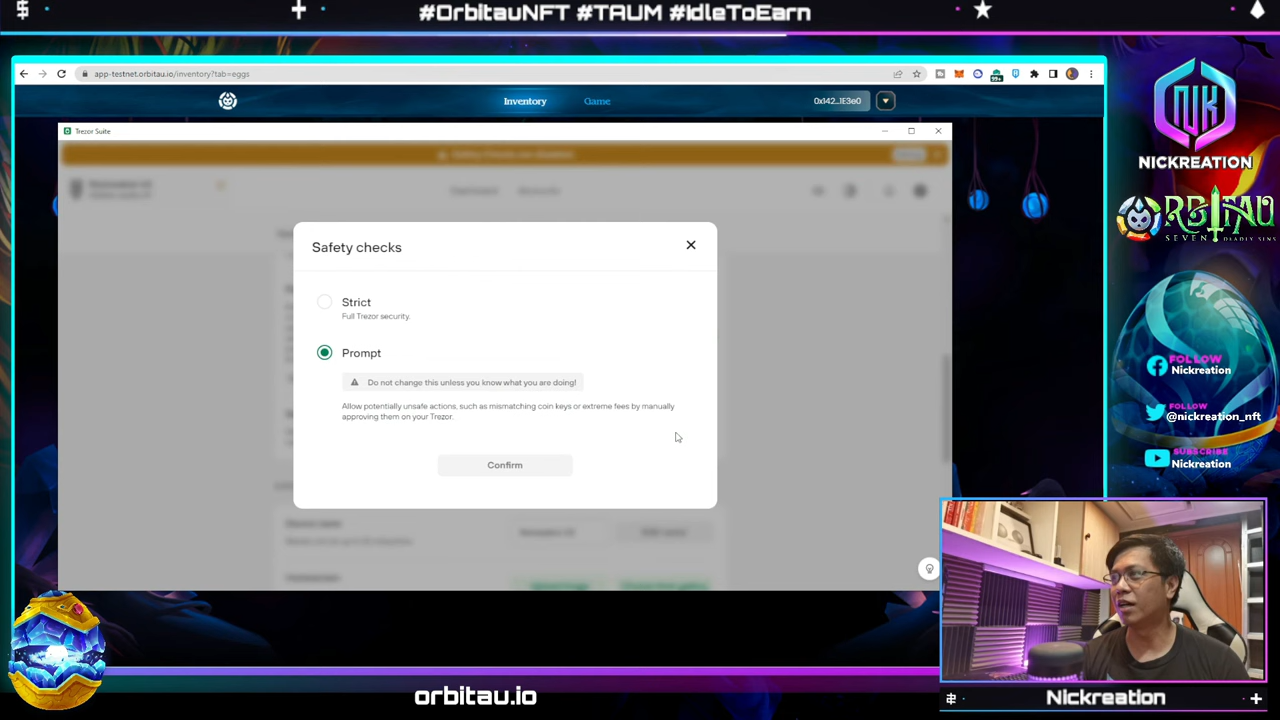 #OrbitauNFT #TAUM #IdleToEarn
app-testnet.orbitau.io/inventory?tab=eggs
99+
Inventory
Game
0x142...1E3e0
Trezor Suite
NIK
NICKREATION
ORBITAU
SEVEN DEADLY SINS
Safety checks
Strict
Full Trezor security.
Prompt
Do not change this unless you know what you are doing!
Allow potentially unsafe actions, such as mismatching coin keys or extreme fees by manually
approving them on your Trezor.
Confirm
FOLLOW
Nickreation
FOLLOW
@nickreation_nft
SUBSCRIBE
Nickreation
orbitau.io
Nickreation